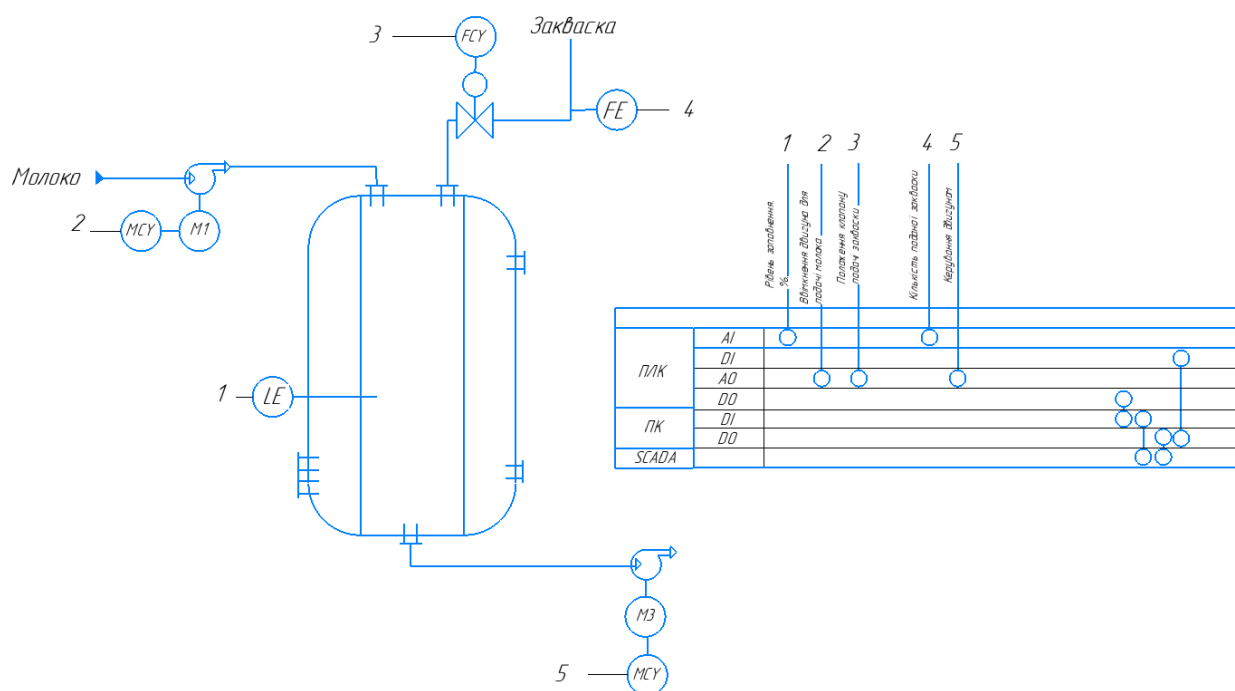 3
FCY
Закваска
FE
4
Молоко
2
MCY
M1
1
LE
M3
5
MCY
1
2
3
4
5
Рівень заповнення,
%
Ввімкнення двигуна для
подачі молока
Положення клапану
подачі закваски
Кількість поданої закваски
Керування двигуном
ПЛК
AI
DI
AO
DO
ПК
DI
DO
SCADA